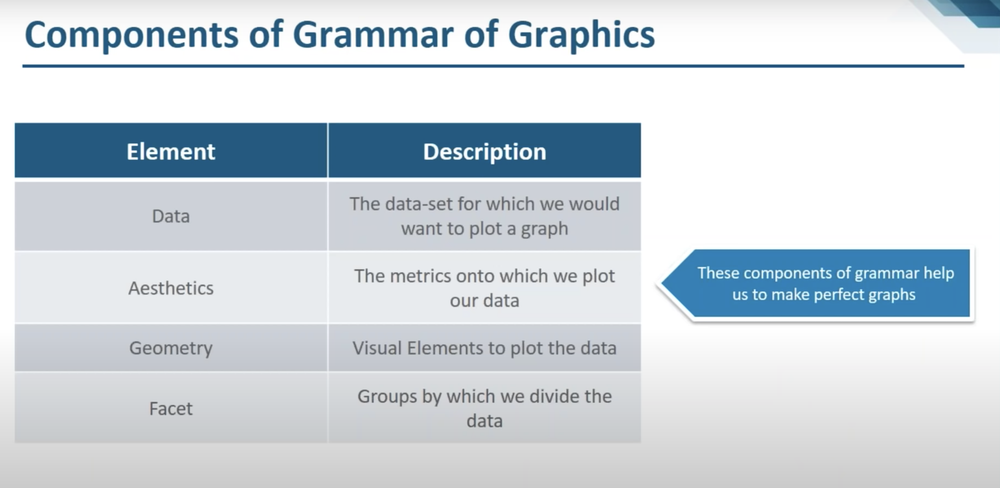 Components of Grammar of Graphics
Element
Description
Data
The data-set for which we would
want to plot a graph
Aesthetics
The metrics onto which we plot
our data
Geometry
Visual Elements to plot the data
Facet
Groups by which we divide the
data
These components of grammar help
us to make perfect graphs